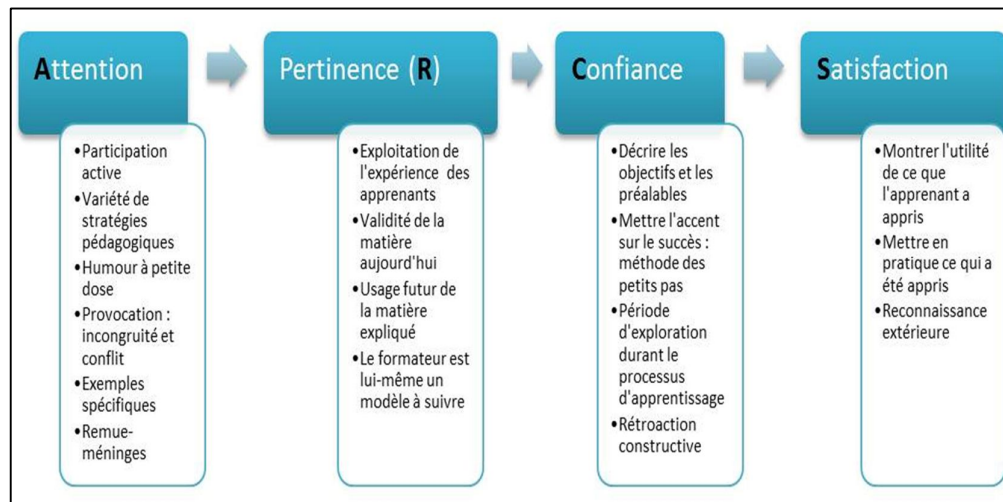 Attention
•Participation
active
•Variété de
stratégies
pédagogiques
•Humour à petite
dose
•Provocation :
incongruité et
conflit
•Exemples
spécifiques
•Remue-
méninges
Pertinence (R)
•Exploitation de
l'expérience des
apprenants
•Validité de la
matière
aujourd'hui
•Usage futur de
la matière
expliqué
•Le formateur est
lui-même un
modèle à suivre
Confiance
•Décrire les
objectifs et les
préalables
•Mettre l'accent
sur le succès :
méthode des
petits pas
•Période
d'exploration
durant le
processus
d'apprentissage
•Rétroaction
constructive
Satisfaction
•Montrer l'utilité
de ce que
l'apprenant a
appris
•Mettre en
pratique ce qui a
été appris
•Reconnaissance
extérieure